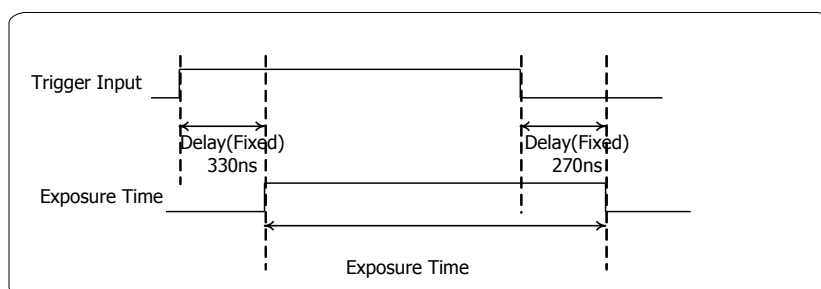 Trigger Input
Delay(Fixed)
330ns
Delay(Fixed)
270ns
Exposure Time
Exposure Time